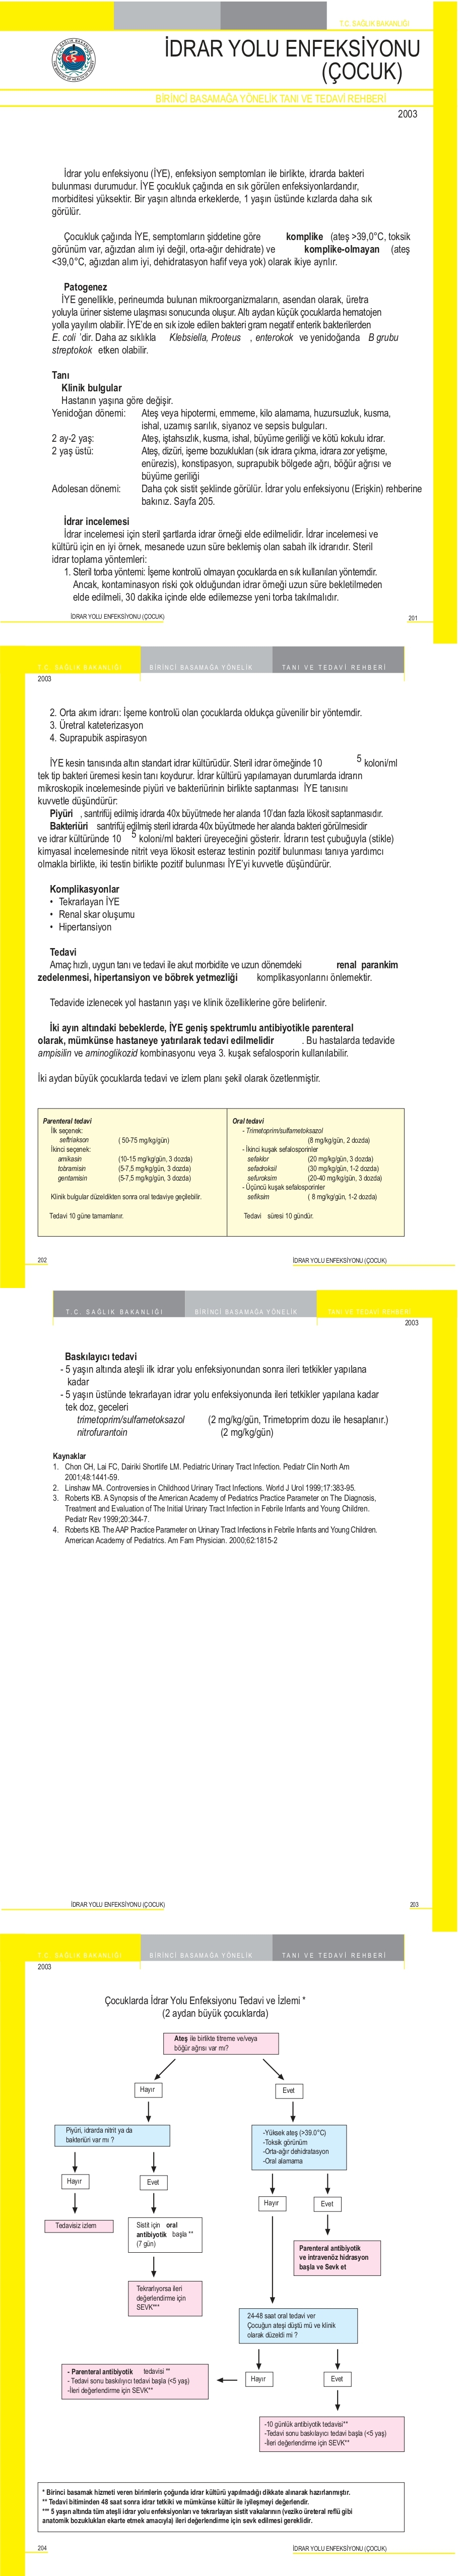 T.C. SAĞLIK BAKANLIĞI
İDRAR YOLU ENFEKSİYONU
(ÇOCUK)
BİRİNCİ BASAMAĞA YÖNELİK TANI VE TEDAVİ REHBERİ
2003
İdrar yolu enfeksiyonu (İYE), enfeksiyon semptomları ile birlikte, idrarda bakteri
bulunması durumudur. İYE çocukluk çağında en sık görülen enfeksiyonlardandır,
morbiditesi yüksektir. Bir yaşın altında erkeklerde, 1 yaşın üstünde kızlarda daha sık
görülür.
Çocukluk çağında İYE, semptomların şiddetine göre komplike (ateş >39,0°C, toksik
görünüm var, ağızdan alım iyi değil, orta-ağır dehidrate) ve komplike-olmayan (ateş
<39,0°C, ağızdan alım iyi, dehidratasyon hafif veya yok) olarak ikiye ayrılır.
Patogenez
İYE genellikle, perineumda bulunan mikroorganizmaların, asendan olarak, üretra
yoluyla üriner sisteme ulaşması sonucunda oluşur. Altı aydan küçük çocuklarda hematojen
yolla yayılım olabilir. İYE'de en sık izole edilen bakteri gram negatif enterik bakterilerden
E. coli 'dir. Daha az sıklıkla Klebsiella, Proteus , enterokok ve yenidoğanda B grubu
streptokok etken olabilir.
Tanı
Klinik bulgular
Hastanın yaşına göre değişir.
Yenidoğan dönemi: Ateş veya hipotermi, emmeme, kilo alamama, huzursuzluk, kusma,
ishal, uzamış sarılık, siyanoz ve sepsis bulguları.
2 ay-2 yaş: Ateş, iştahsızlık, kusma, ishal, büyüme geriliği ve kötü kokulu idrar.
2 yaş üstü: Ateş, dizüri, işeme bozuklukları (sık idrara çıkma, idrara zor yetişme,
enürezis), konstipasyon, suprapubik bölgede ağrı, böğür ağrısı ve
büyüme geriliği
Adolesan dönemi: Daha çok sistit şeklinde görülür. İdrar yolu enfeksiyonu (Erişkin) rehberine
bakınız. Sayfa 205.
İdrar incelemesi
İdrar incelemesi için steril şartlarda idrar örneği elde edilmelidir. İdrar incelemesi ve
kültürü için en iyi örnek, mesanede uzun süre beklemiş olan sabah ilk idrarıdır. Steril
idrar toplama yöntemleri:
1. Steril torba yöntemi: İşeme kontrolü olmayan çocuklarda en sık kullanılan yöntemdir.
Ancak, kontaminasyon riski çok olduğundan idrar örneği uzun süre bekletilmeden
elde edilmeli, 30 dakika içinde elde edilemezse yeni torba takılmalıdır.
İDRAR YOLU ENFEKSİYONU (ÇOCUK)
201
T.C. SAĞLIK BAKANLIĞI BİRİNCİ BASAMAĞA YÖNELİK TANI VE TEDAVİ REHBERİ
2003
2. Orta akım idrarı: İşeme kontrolü olan çocuklarda oldukça güvenilir bir yöntemdir.
3. Üretral kateterizasyon
4. Suprapubik aspirasyon
İYE kesin tanısında altın standart idrar kültürüdür. Steril idrar örneğinde 10 5 koloni/ml
tek tip bakteri üremesi kesin tanı koydurur. İdrar kültürü yapılamayan durumlarda idrarın
mikroskopik incelemesinde piyüri ve bakteriürinin birlikte saptanması İYE tanısını
kuvvetle düşündürür:
Piyüri , santrifüj edilmiş idrarda 40x büyütmede her alanda 10'dan fazla lökosit saptanmasıdır.
Bakteriüri santrifüj edilmiş steril idrarda 40x büyütmede her alanda bakteri görülmesidir
ve idrar kültüründe 10 5 koloni/ml bakteri üreyeceğini gösterir. İdrarın test çubuğuyla (stikle)
kimyasal incelemesinde nitrit veya lökosit esteraz testinin pozitif bulunması tanıya yardımcı
olmakla birlikte, iki testin birlikte pozitif bulunması İYE'yi kuvvetle düşündürür.
Komplikasyonlar
• Tekrarlayan İYE
• Renal skar oluşumu
• Hipertansiyon
Tedavi
Amaç hızlı, uygun tanı ve tedavi ile akut morbidite ve uzun dönemdeki renal parankim
zedelenmesi, hipertansiyon ve böbrek yetmezliği komplikasyonlarını önlemektir.
Tedavide izlenecek yol hastanın yaşı ve klinik özelliklerine göre belirlenir.
İki ayın altındaki bebeklerde, İYE geniş spektrumlu antibiyotikle parenteral
olarak, mümkünse hastaneye yatırılarak tedavi edilmelidir . Bu hastalarda tedavide
ampisilin ve aminoglikozid kombinasyonu veya 3. kuşak sefalosporin kullanılabilir.
İki aydan büyük çocuklarda tedavi ve izlem planı şekil olarak özetlenmiştir.
Parenteral tedavi
İlk seçenek:
seftriakson ( 50-75 mg/kg/gün)
İkinci seçenek:
amikasin (10-15 mg/kg/gün, 3 dozda)
tobramisin (5-7,5 mg/kg/gün, 3 dozda)
gentamisin (5-7,5 mg/kg/gün, 3 dozda)
Klinik bulgular düzeldikten sonra oral tedaviye geçilebilir.
Tedavi 10 güne tamamlanır.
Oral tedavi
- Trimetoprim/sulfametoksazol
(8 mg/kg/gün, 2 dozda)
- İkinci kuşak sefalosporinler
sefaklor (20 mg/kg/gün, 3 dozda)
sefadroksil (30 mg/kg/gün, 1-2 dozda)
sefuroksim (20-40 mg/kg/gün, 3 dozda)
- Üçüncü kuşak sefalosporinler
sefiksim ( 8 mg/kg/gün, 1-2 dozda)
Tedavi süresi 10 gündür.
202
İDRAR YOLU ENFEKSİYONU (ÇOCUK)
T.C. SAĞLIK BAKANLIĞI BİRİNCİ BASAMAĞA YÖNELİK TANI VE TEDAVİ REHBERİ
2003
Baskılayıcı tedavi
- 5 yaşın altında ateşli ilk idrar yolu enfeksiyonundan sonra ileri tetkikler yapılana
kadar
- 5 yaşın üstünde tekrarlayan idrar yolu enfeksiyonunda ileri tetkikler yapılana kadar
tek doz, geceleri
trimetoprim/sulfametoksazol (2 mg/kg/gün, Trimetoprim dozu ile hesaplanır.)
nitrofurantoin (2 mg/kg/gün)
Kaynaklar
1. Chon CH, Lai FC, Dairiki Shortlife LM. Pediatric Urinary Tract Infection. Pediatr Clin North Am
2001;48:1441-59.
2. Linshaw MA. Controversies in Childhood Urinary Tract Infections. World J Urol 1999;17:383-95.
3. Roberts KB. A Synopsis of the American Academy of Pediatrics Practice Parameter on The Diagnosis,
Treatment and Evaluation of The Initial Urinary Tract Infection in Febrile Infants and Young Children.
Pediatr Rev 1999;20:344-7.
4. Roberts KB. The AAP Practice Parameter on Urinary Tract Infections in Febrile Infants and Young Children.
American Academy of Pediatrics. Am Fam Physician. 2000;62:1815-2
İDRAR YOLU ENFEKSİYONU (ÇOCUK)
203
T.C. SAĞLIK BAKANLIĞI BİRİNCİ BASAMAĞA YÖNELİK TANI VE TEDAVİ REHBERİ
2003
Çocuklarda İdrar Yolu Enfeksiyonu Tedavi ve İzlemi *
(2 aydan büyük çocuklarda)
Ateş ile birlikte titreme ve/veya
böğür ağrısı var mı?
Hayır
Evet
Piyüri, idrarda nitrit ya da
bakteriüri var mı ?
-Yüksek ateş (>39.0°C)
-Toksik görünüm
-Orta-ağır dehidratasyon
-Oral alamama
Hayır
Evet
Hayır
Evet
Tedavisiz izlem
Sistit için oral
antibiyotik başla **
(7 gün)
Parenteral antibiyotik
ve intravenöz hidrasyon
başla ve Sevk et
Tekrarlıyorsa ileri
değerlendirme için
SEVK***
24-48 saat oral tedavi ver
Çocuğun ateşi düştü mü ve klinik
olarak düzeldi mi ?
Hayır
Evet
- Parenteral antibiyotik tedavisi **
- Tedavi sonu baskılıyıcı tedavi başla (<5 yaş)
-İleri değerlendirme için SEVK**
-10 günlük antibiyotik tedavisi**
-Tedavi sonu baskılayıcı tedavi başla (<5 yaş)
-İleri değerlendirme için SEVK**
* Birinci basamak hizmeti veren birimlerin çoğunda idrar kültürü yapılmadığı dikkate alınarak hazırlanmıştır.
** Tedavi bitiminden 48 saat sonra idrar tetkiki ve mümkünse kültür ile iyileşmeyi değerlendir.
*** 5 yaşın altında tüm ateşli idrar yolu enfeksiyonları ve tekrarlayan sistit vakalarının (veziko üreteral reflü gibi
anatomik bozuklukları ekarte etmek amacıyla) ileri değerlendirme için sevk edilmesi gereklidir.
204
İDRAR YOLU ENFEKSİYONU (ÇOCUK)